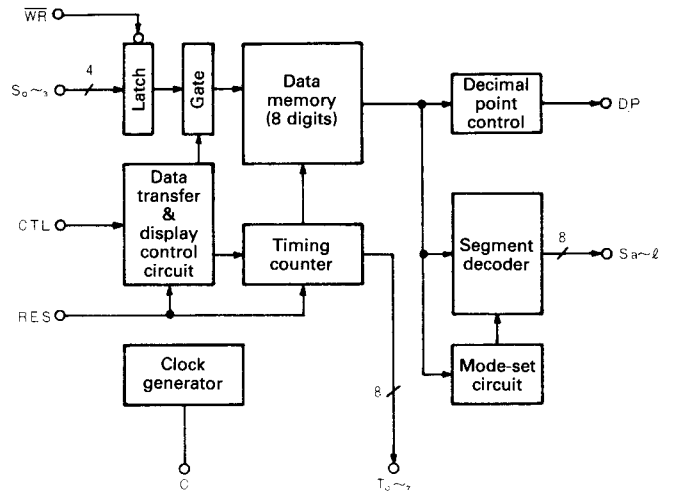 W̅R̅
S₀~₃
4
Latch
Gate
Data
memory
(8 digits)
Decimal
point
control
DP
CTL
Data
transfer
&
display
control
circuit
Timing
counter
Segment
decoder
8
Sa~ℓ
RES
Clock
generator
Mode-set
circuit
8
C
T₀~₇